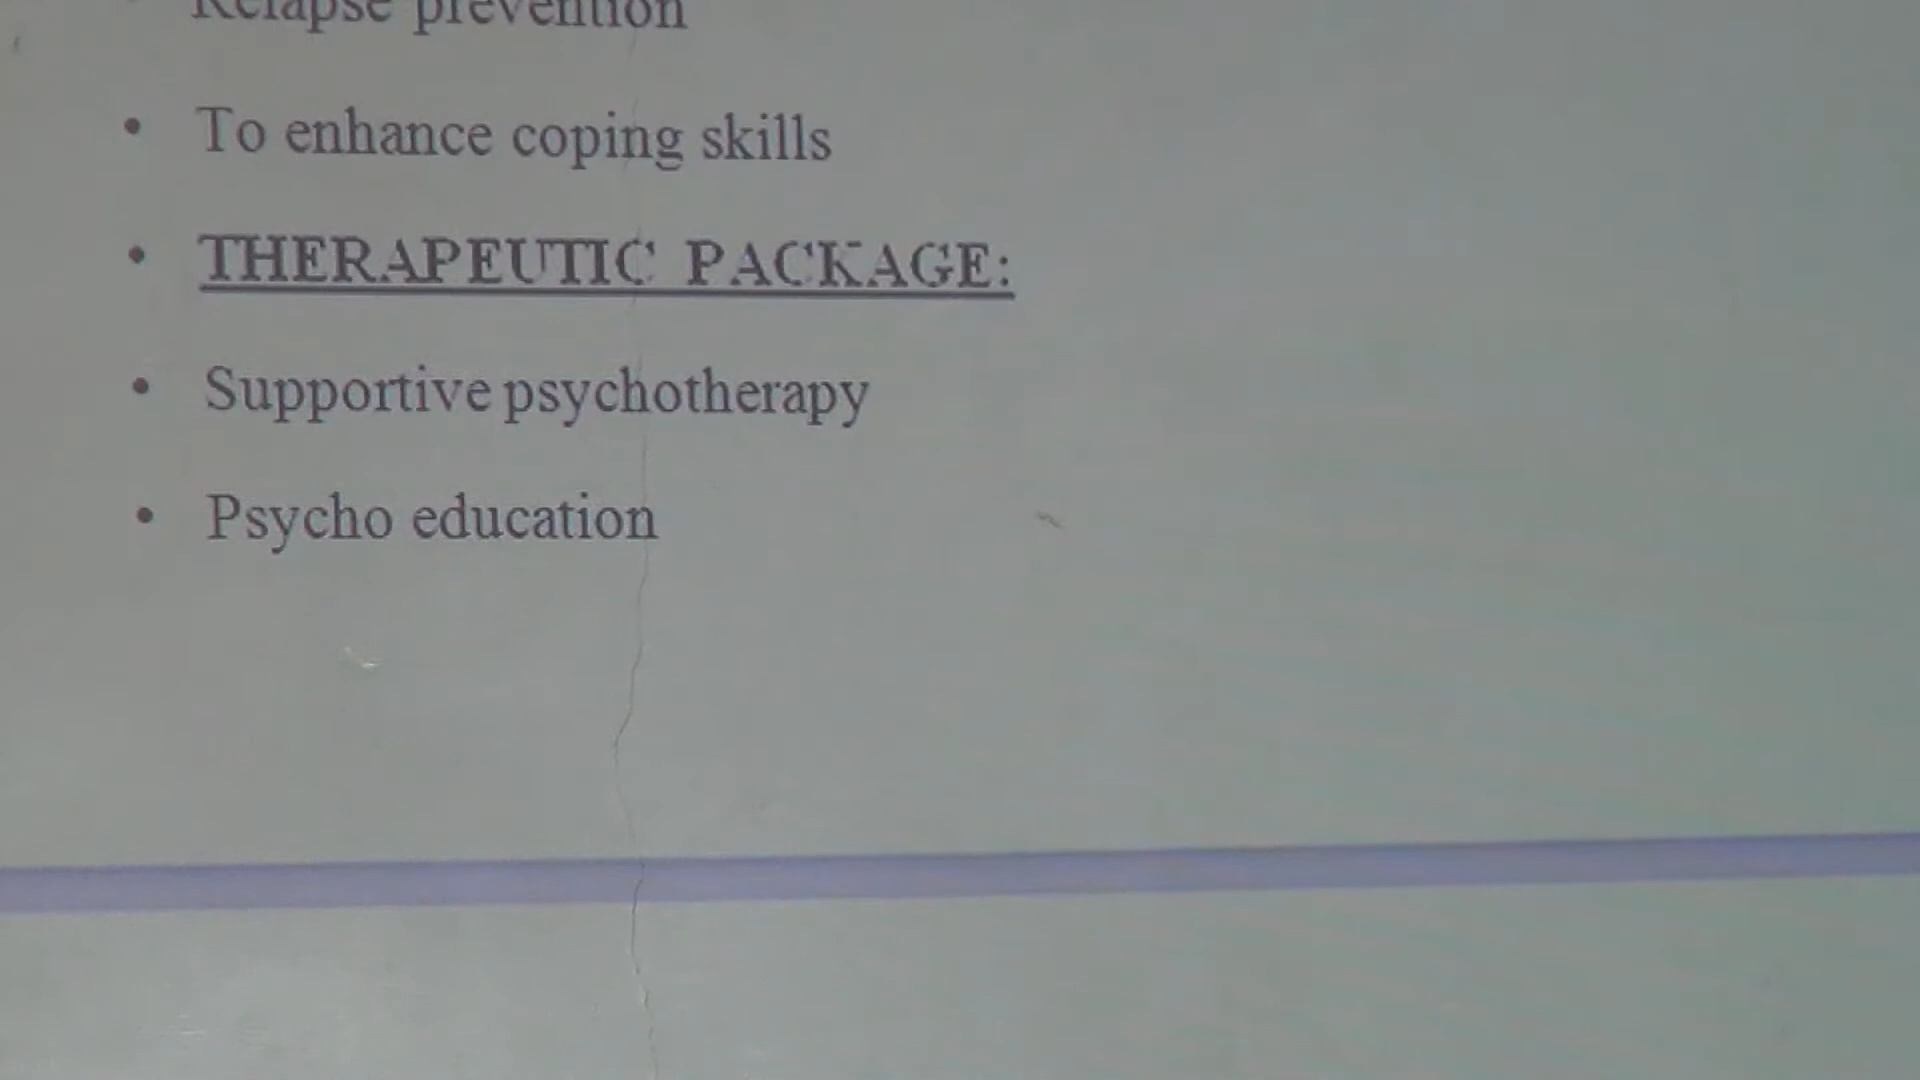 Relapse prevention
• To enhance coping skills
• THERAPEUTIC PACKAGE:
• Supportive psychotherapy
• Psycho education